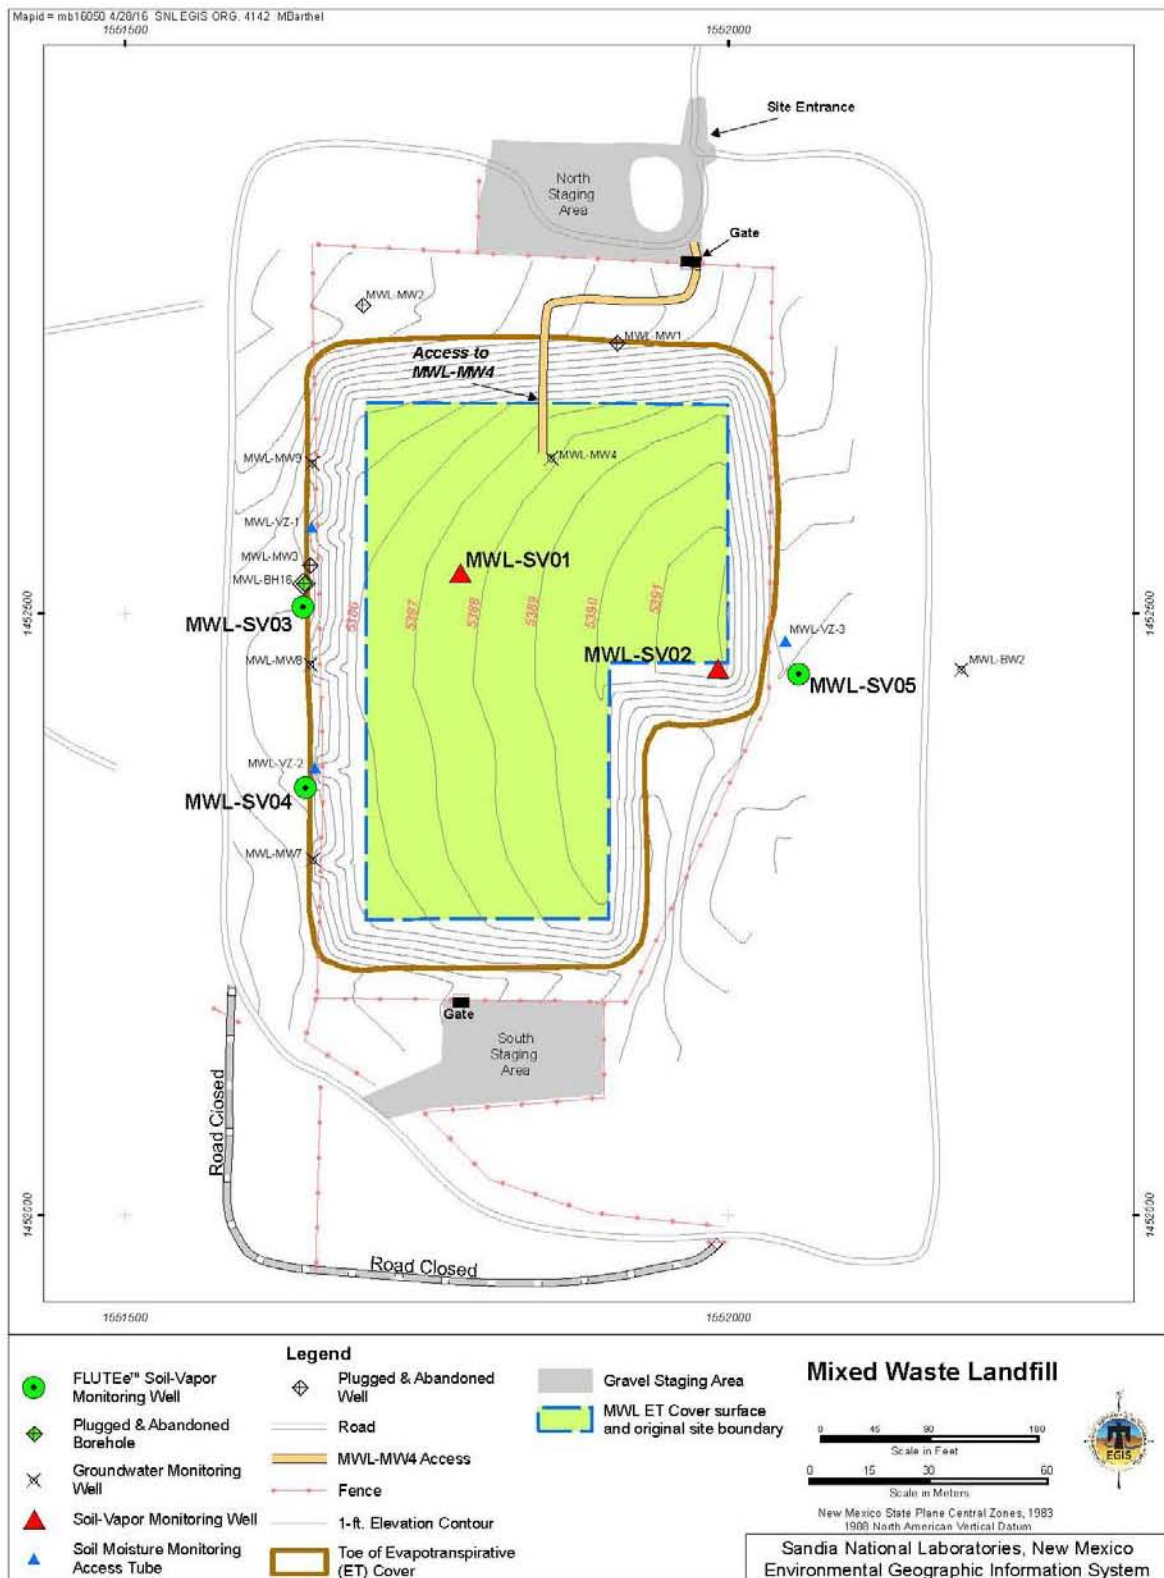 Mapid = mb16050 4/28/16 SNL EGIS ORG. 4142 MBarthel
1551500
1552000
Site Entrance
North
Staging
Area
Gate
MWL-MW2
MWL-MW1
Access to
MWL-MW4
MWL-MW9
MWL-MW4
MWL-VZ-1
MWL-MW3
MWL-BH16
MWL-SV01
1452500
1452500
5386
5387
5388
5389
5390
5391
MWL-SV03
MWL-VZ-3
MWL-MW8
MWL-SV02
MWL-BW2
MWL-SV05
MWL-VZ-2
MWL-SV04
MWL-MW7
Gate
South
Staging
Area
Road Closed
1452000
1452000
Road Closed
1551500
1552000
Legend
FLUTEe™ Soil-Vapor
Monitoring Well
Plugged & Abandoned
Borehole
Groundwater Monitoring
Well
Soil-Vapor Monitoring Well
Soil Moisture Monitoring
Access Tube
Plugged & Abandoned
Well
Road
MWL-MW4 Access
Fence
1-ft. Elevation Contour
Toe of Evapotranspirative
(ET) Cover
Gravel Staging Area
MWL ET Cover surface
and original site boundary
Mixed Waste Landfill
0 45 90 180
Scale in Feet
0 15 30 60
Scale in Meters
EGIS
New Mexico State Plane Central Zones, 1983
1988 North American Vertical Datum
Sandia National Laboratories, New Mexico
Environmental Geographic Information System